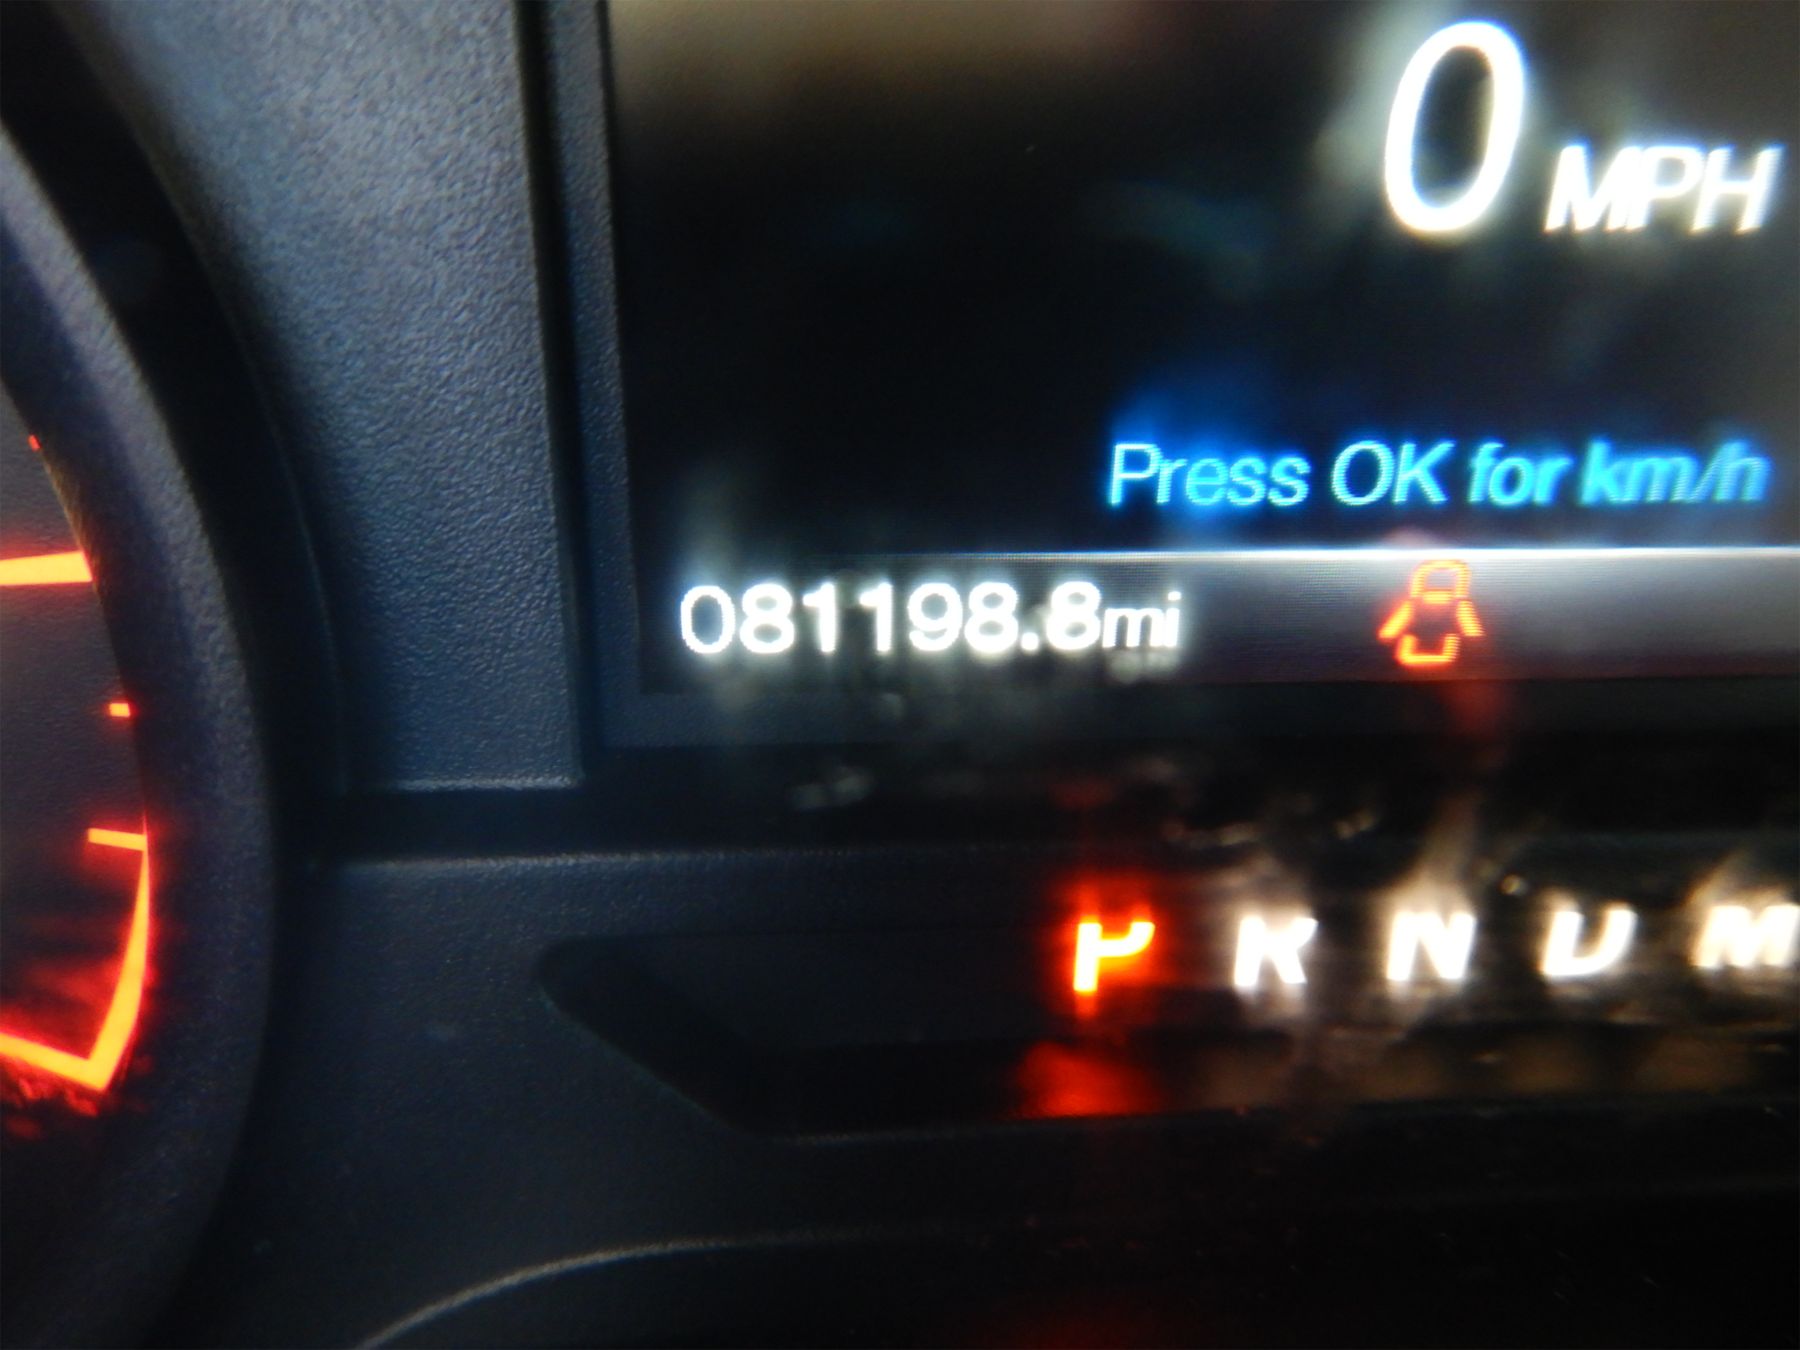 0 MPH
Press OK for km/h
081198.8mi
P R N D M